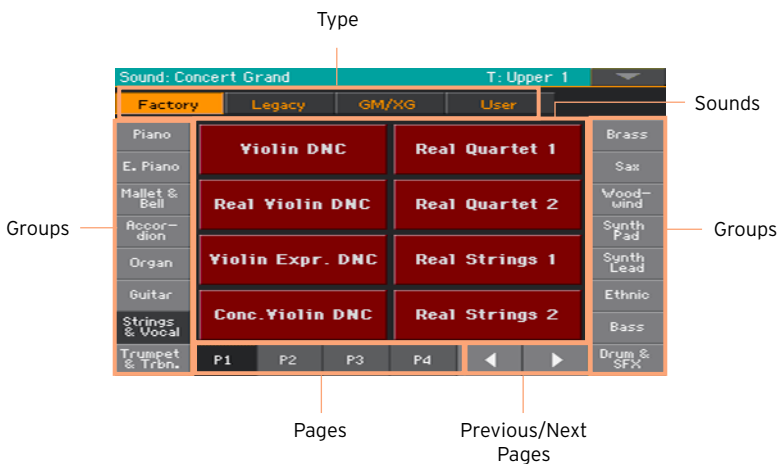 Type
Sound: Concert Grand T: Upper 1
Factory Legacy GM/XG User
Sounds
Groups
Piano
E. Piano
Mallet &
Bell
Accor-
dion
Organ
Guitar
Strings
& Vocal
Trumpet
& Trbn.
Violin DNC Real Quartet 1
Real Violin DNC Real Quartet 2
Violin Expr. DNC Real Strings 1
Conc.Violin DNC Real Strings 2
Brass
Sax
Wood-
wind
Synth
Pad
Synth
Lead
Ethnic
Bass
Drum &
SFX
Groups
P1 P2 P3 P4
Pages
Previous/Next
Pages